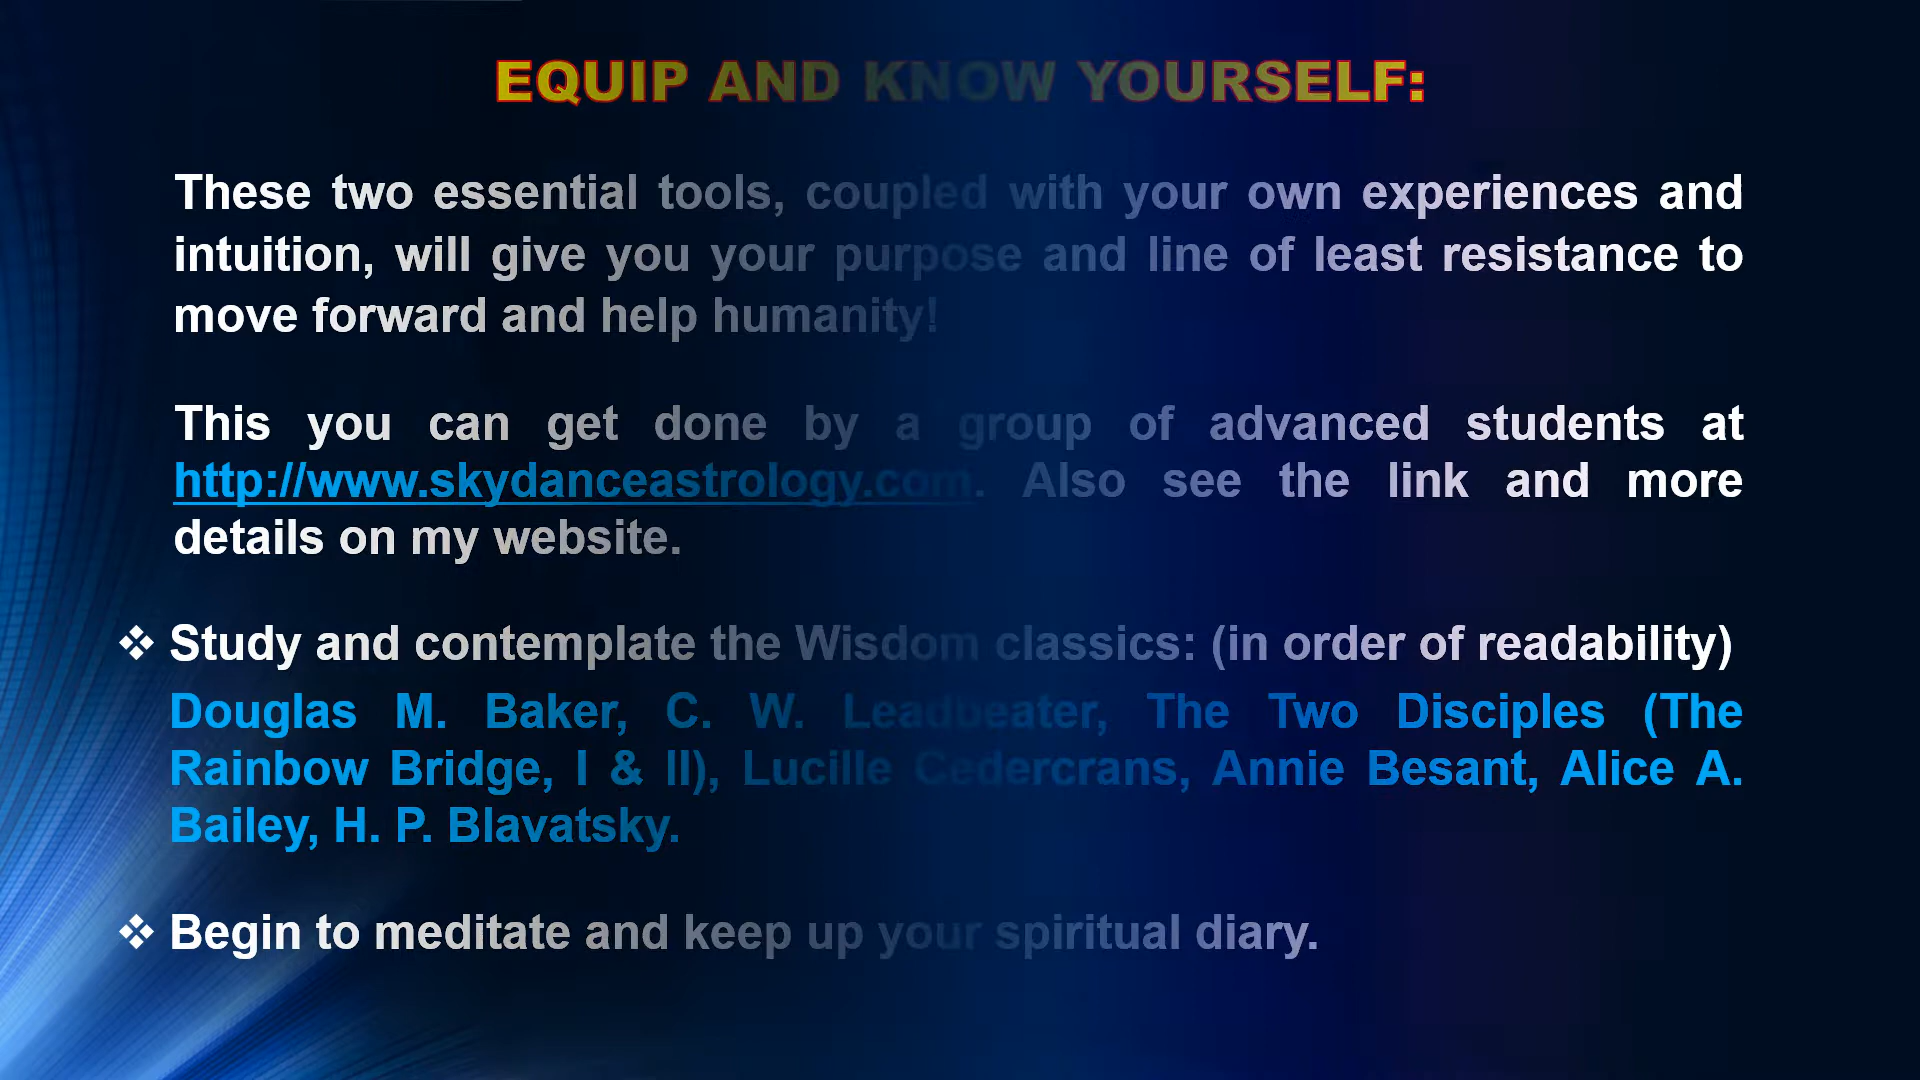 EQUIP AND KNOW YOURSELF:
These two essential tools, coupled with your own experiences and
intuition, will give you your purpose and line of least resistance to
move forward and help humanity!
This you can get done by a group of advanced students at
http://www.skydanceastrology.com. Also see the link and more
details on my website.
❖ Study and contemplate the Wisdom classics: (in order of readability)
Douglas M. Baker, C. W. Leadbeater, The Two Disciples (The
Rainbow Bridge, I & II), Lucille Cedercrans, Annie Besant, Alice A.
Bailey, H. P. Blavatsky.
❖ Begin to meditate and keep up your spiritual diary.